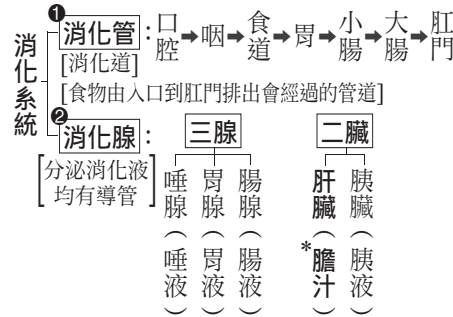 消化系統
❶消化管：口腔➡咽➡食道➡胃➡小腸➡大腸➡肛門
[消化道]
[食物由入口到肛門排出會經過的管道]
❷消化腺：
[分泌消化液
均有導管]
三腺
唾腺（唾液）
胃腺（胃液）
腸腺（腸液）
二臟
肝臟（*膽汁）
胰臟（胰液）